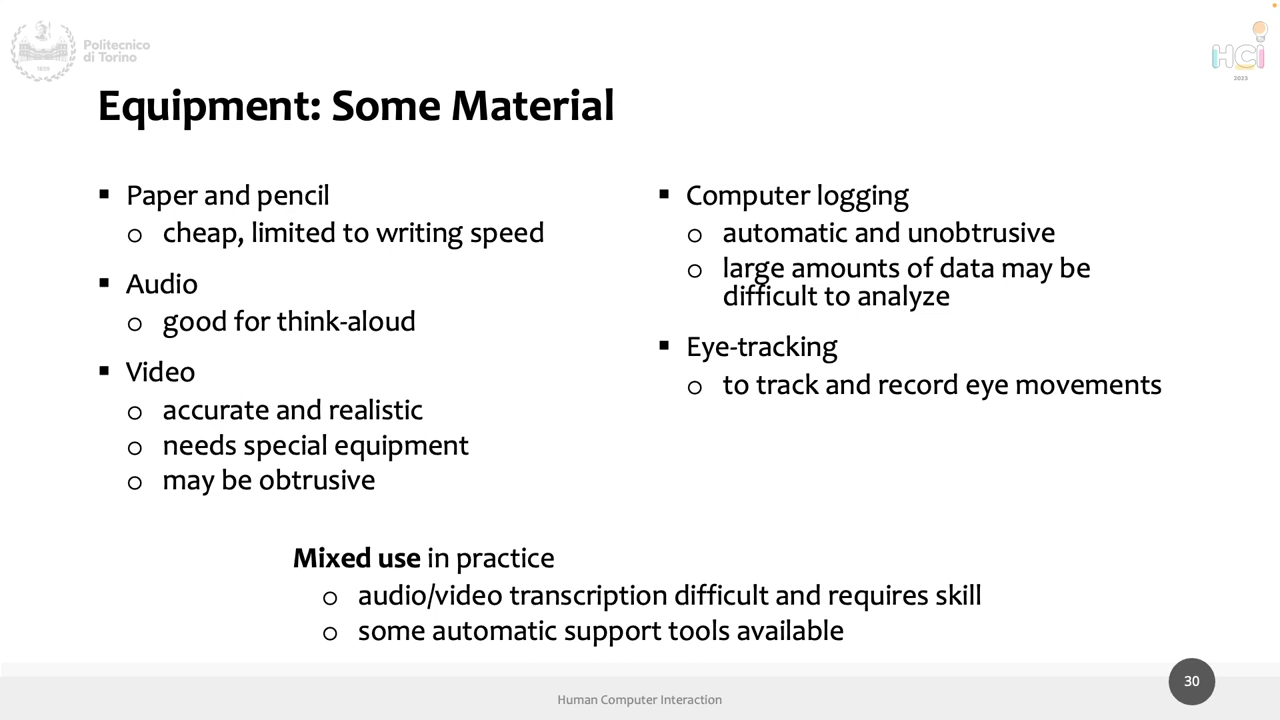 Politecnico
di Torino
1859
HCI
2023
Equipment: Some Material
▪ Paper and pencil
o cheap, limited to writing speed
▪ Audio
o good for think-aloud
▪ Video
o accurate and realistic
o needs special equipment
o may be obtrusive
▪ Computer logging
o automatic and unobtrusive
o large amounts of data may be
difficult to analyze
▪ Eye-tracking
o to track and record eye movements
Mixed use in practice
o audio/video transcription difficult and requires skill
o some automatic support tools available
Human Computer Interaction
30